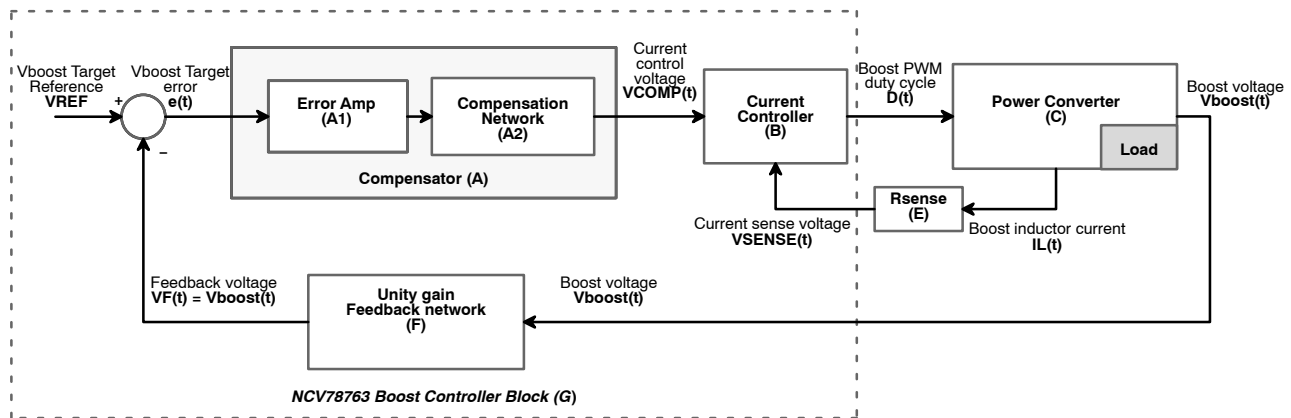 Vboost Target
Reference
VREF
+
−
Vboost Target
error
e(t)
Error Amp
(A1)
Compensation
Network
(A2)
Compensator (A)
Current
control
voltage
VCOMP(t)
Current
Controller
(B)
Boost PWM
duty cycle
D(t)
Power Converter
(C)
Load
Boost voltage
Vboost(t)
Rsense
(E)
Current sense voltage
VSENSE(t)
Boost inductor current
IL(t)
Feedback voltage
VF(t) = Vboost(t)
Unity gain
Feedback network
(F)
Boost voltage
Vboost(t)
NCV78763 Boost Controller Block (G)